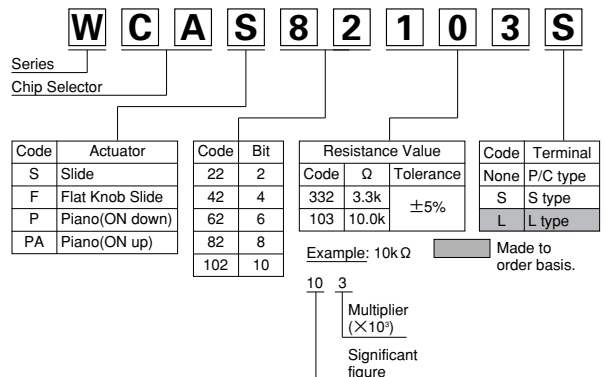 W C A S 8 2 1 0 3 S
Series
Chip Selector
Code Actuator
S Slide
F Flat Knob Slide
P Piano(ON down)
PA Piano(ON up)
Code Bit
22 2
42 4
62 6
82 8
102 10
Resistance Value
Code Ω Tolerance
332 3.3k ±5%
103 10.0k
Code Terminal
None P/C type
S S type
L L type
Example: 10kΩ
Made to
order basis.
10 3
Multiplier
(×10³)
Significant
figure